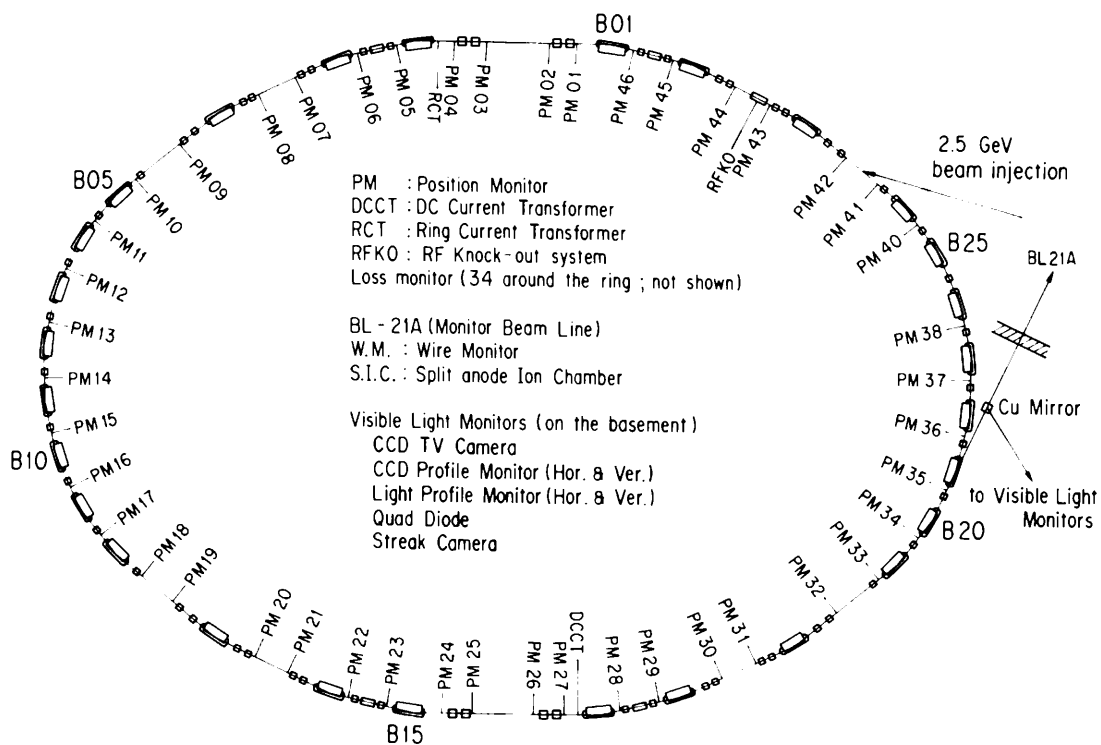 B01
PM 01
PM 02
PM 03
PM 04
RCT
PM 05
PM 06
PM 07
PM 08
PM 09
B05
PM 10
PM 11
PM 12
PM 13
PM 14
PM 15
B10
PM 16
PM 17
PM 18
PM 19
PM 20
PM 21
PM 22
PM 23
B15
PM 24
PM 25
PM 26
PM 27
DCCT
PM 28
PM 29
PM 30
PM 31
PM 32
PM 33
PM 34
B20
PM 35
PM 36
PM 37
PM 38
B25
PM 40
PM 41
PM 42
PM 43
RFKO
PM 44
PM 45
PM 46
2.5 GeV
beam injection
BL21A
Cu Mirror
to Visible Light
Monitors
PM : Position Monitor
DCCT : DC Current Transformer
RCT : Ring Current Transformer
RFKO : RF Knock-out system
Loss monitor (34 around the ring ; not shown)
BL - 21A (Monitor Beam Line)
W.M. : Wire Monitor
S.I.C. : Split anode Ion Chamber
Visible Light Monitors (on the basement)
CCD TV Camera
CCD Profile Monitor (Hor. & Ver.)
Light Profile Monitor (Hor. & Ver.)
Quad Diode
Streak Camera